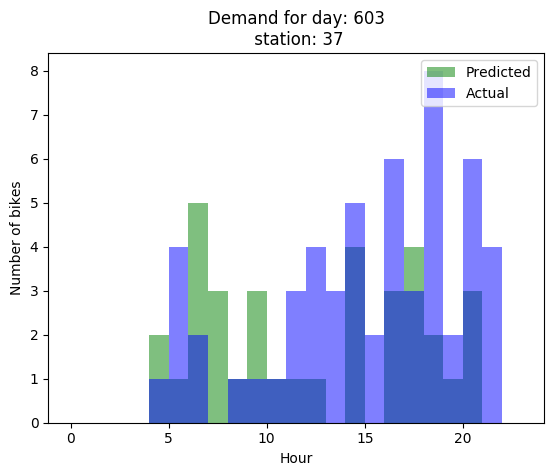 Demand for day: 603
station: 37
Predicted
Actual
Number of bikes
8
7
6
5
4
3
2
1
0
0 5 10 15 20
Hour